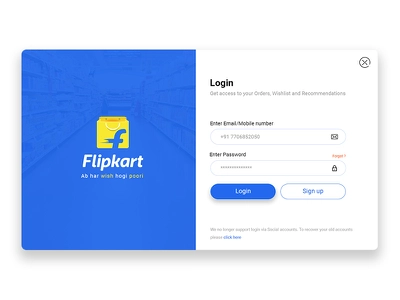 Login
Get access to your Orders, Wishlist and Recommendations
Enter Email/Mobile number
+91 7706852050
Enter Password
Forgot ?
**************
Login
Sign up
We no longer support login via Social accounts. To recover your old accounts
please click here
Flipkart
Ab har wish hogi poori